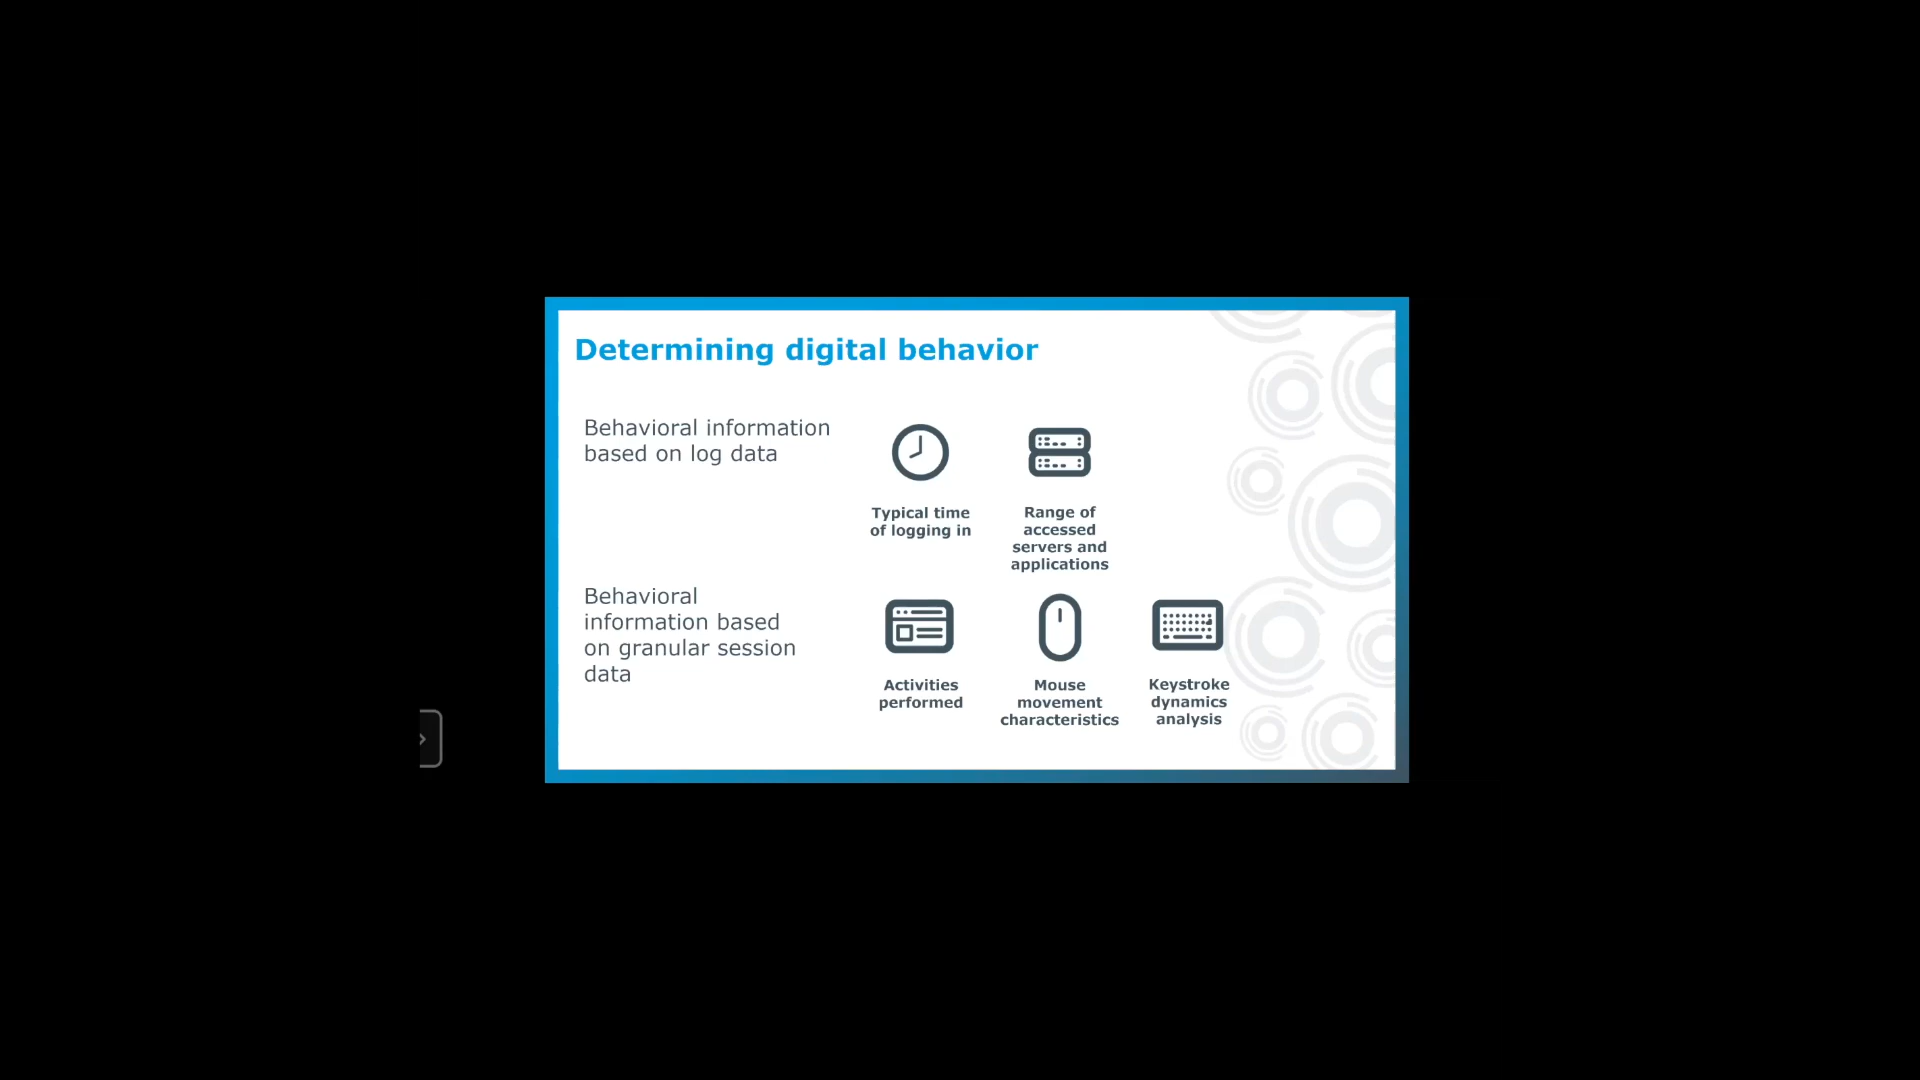 Determining digital behavior
Behavioral information
based on log data
Typical time
of logging in
Range of
accessed
servers and
applications
Behavioral
information based
on granular session
data
Activities
performed
Mouse
movement
characteristics
Keystroke
dynamics
analysis